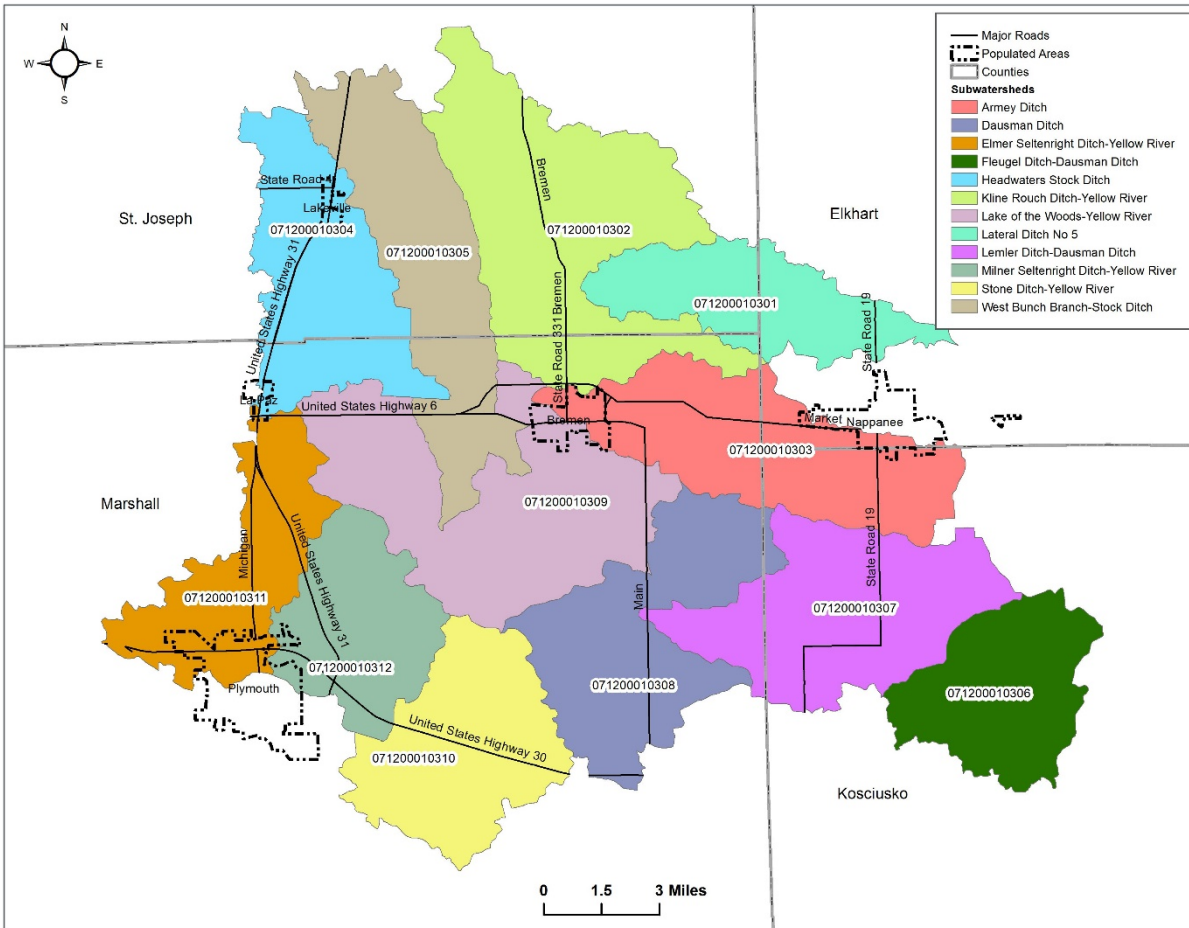 N
W E
S
Major Roads
Populated Areas
Counties
Subwatersheds
Armey Ditch
Dausman Ditch
Elmer Seltenright Ditch-Yellow River
Fleugel Ditch-Dausman Ditch
Headwaters Stock Ditch
Kline Rouch Ditch-Yellow River
Lake of the Woods-Yellow River
Lateral Ditch No 5
Lemler Ditch-Dausman Ditch
Milner Seltenright Ditch-Yellow River
Stone Ditch-Yellow River
West Bunch Branch-Stock Ditch
St. Joseph
Elkhart
State Road
Lakeville
071200010304
071200010305
Bremen
071200010302
071200010301
United States Highway 31
State Road 331 Bremen
State Road 19
La Paz
United States Highway 6
Bremen
Market
Nappanee
071200010303
Marshall
071200010309
Michigan
United States Highway 31
Main
State Road 19
071200010311
071200010307
071200010312
Plymouth
071200010308
071200010306
United States Highway 30
071200010310
Kosciusko
0 1.5 3 Miles